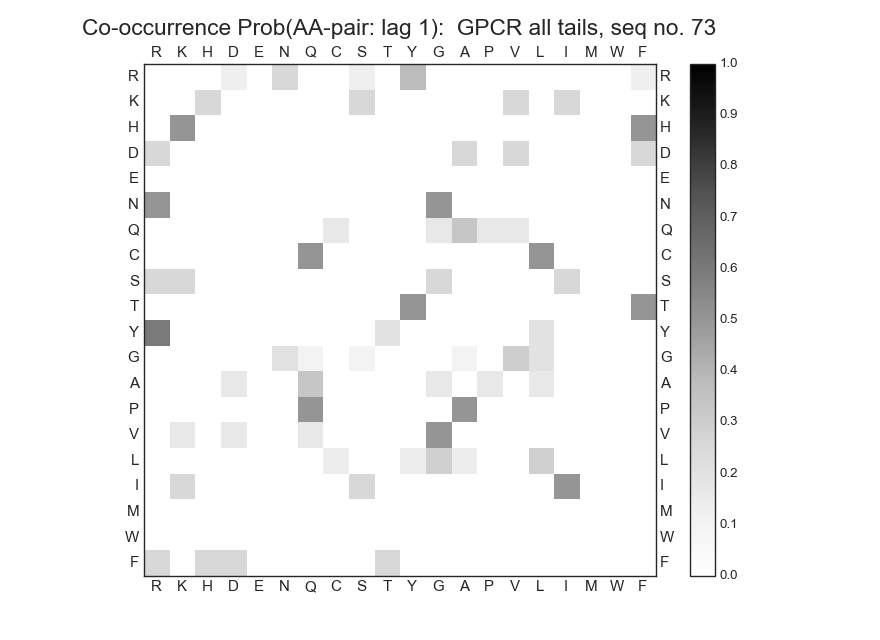 Co-occurrence Prob(AA-pair: lag 1):  GPCR all tails, seq no. 73
R K H D E N Q C S T Y G A P V L I M W F
R R 1.0
K K 0.9
H H
D D 0.8
E E
N N 0.7
Q Q
C C 0.6
S S
T T 0.5
Y Y
G G 0.4
A A
P P 0.3
V V
L L 0.2
I I
M M 0.1
W W
F F 0.0
R K H D E N Q C S T Y G A P V L I M W F